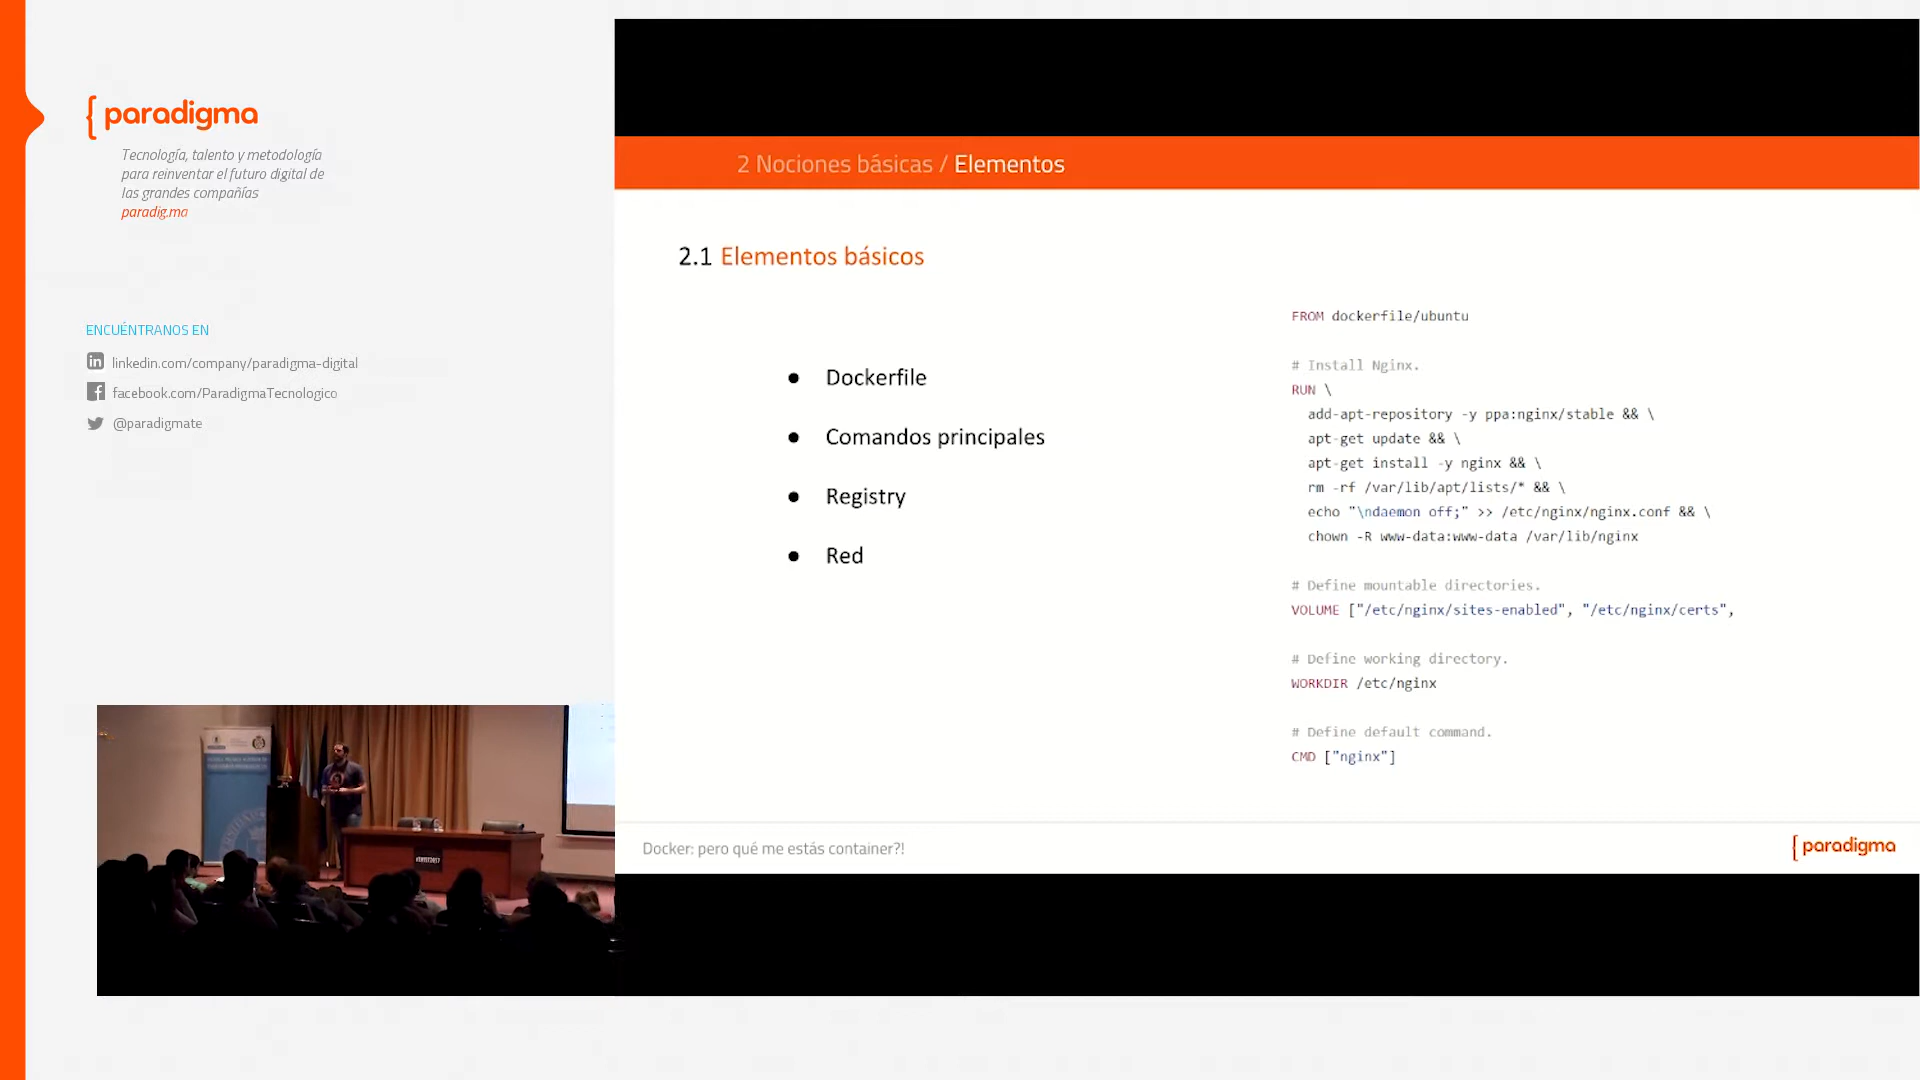 { paradigma
Tecnología, talento y metodología
para reinventar el futuro digital de
las grandes compañías
paradig.ma
ENCUÉNTRANOS EN
linkedin.com/company/paradigma-digital
facebook.com/ParadigmaTecnologico
@paradigmate
2 Nociones básicas / Elementos
2.1 Elementos básicos
● Dockerfile
● Comandos principales
● Registry
● Red
FROM dockerfile/ubuntu
# Install Nginx.
RUN \
add-apt-repository -y ppa:nginx/stable && \
apt-get update && \
apt-get install -y nginx && \
rm -rf /var/lib/apt/lists/* && \
echo "\ndaemon off;" >> /etc/nginx/nginx.conf && \
chown -R www-data:www-data /var/lib/nginx
# Define mountable directories.
VOLUME ["/etc/nginx/sites-enabled", "/etc/nginx/certs",
# Define working directory.
WORKDIR /etc/nginx
# Define default command.
CMD ["nginx"]
Docker: pero qué me estás container?!
{ paradigma